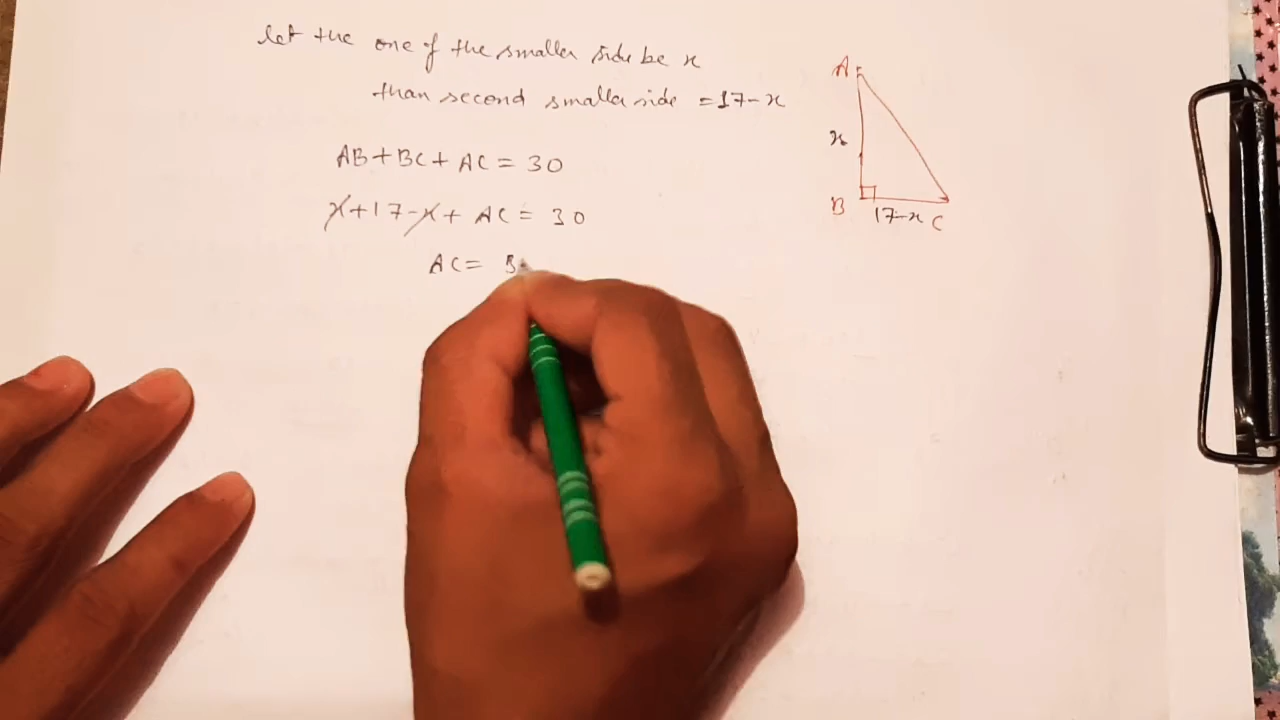 let the one of the smaller side be x
than second smaller side = 17-x
AB+BC+AC = 30
x+17-x+ AC = 30
AC = 3
A
x
B
17-x C